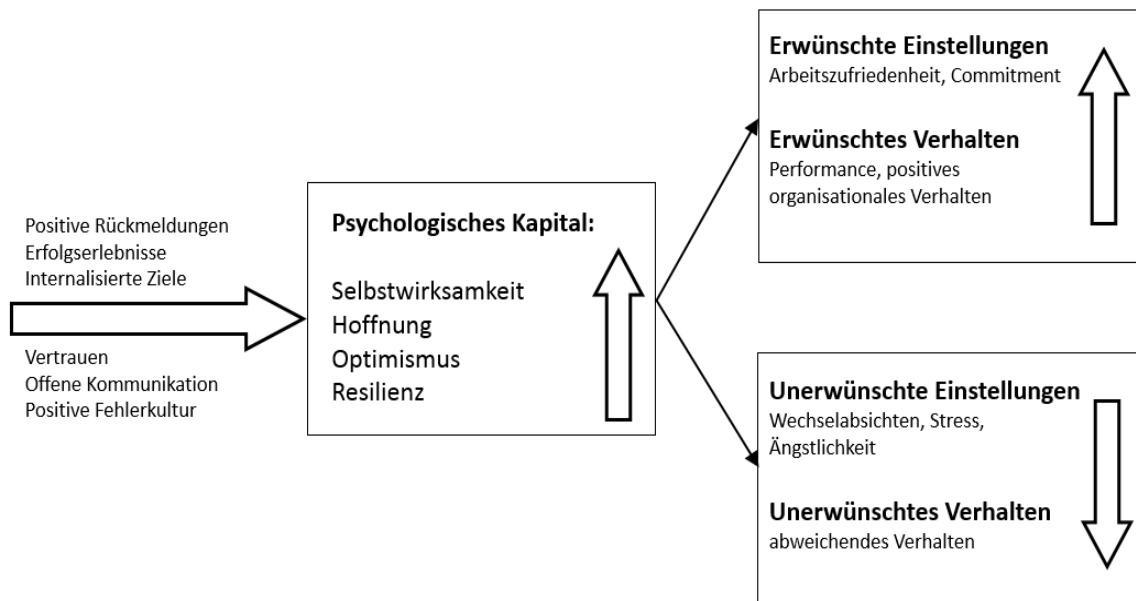 Positive Rückmeldungen
Erfolgserlebnisse
Internalisierte Ziele
Vertrauen
Offene Kommunikation
Positive Fehlerkultur
Psychologisches Kapital:
Selbstwirksamkeit
Hoffnung
Optimismus
Resilienz
Erwünschte Einstellungen
Arbeitszufriedenheit, Commitment
Erwünschtes Verhalten
Performance, positives
organisationales Verhalten
Unerwünschte Einstellungen
Wechselabsichten, Stress,
Ängstlichkeit
Unerwünschtes Verhalten
abweichendes Verhalten